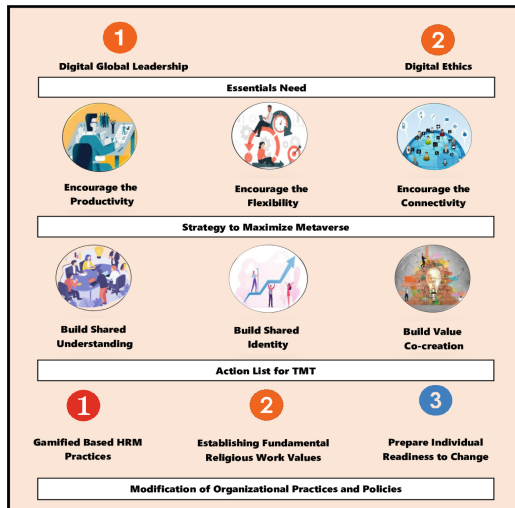 1
2
Digital Global Leadership
Digital Ethics
Essentials Need
Encourage the
Productivity
Encourage the
Flexibility
Encourage the
Connectivity
Strategy to Maximize Metaverse
Build Shared
Understanding
Build Shared
Identity
Build Value
Co-creation
Action List for TMT
1
2
3
Gamified Based HRM
Practices
Establishing Fundamental
Religious Work Values
Prepare Individual
Readiness to Change
Modification of Organizational Practices and Policies